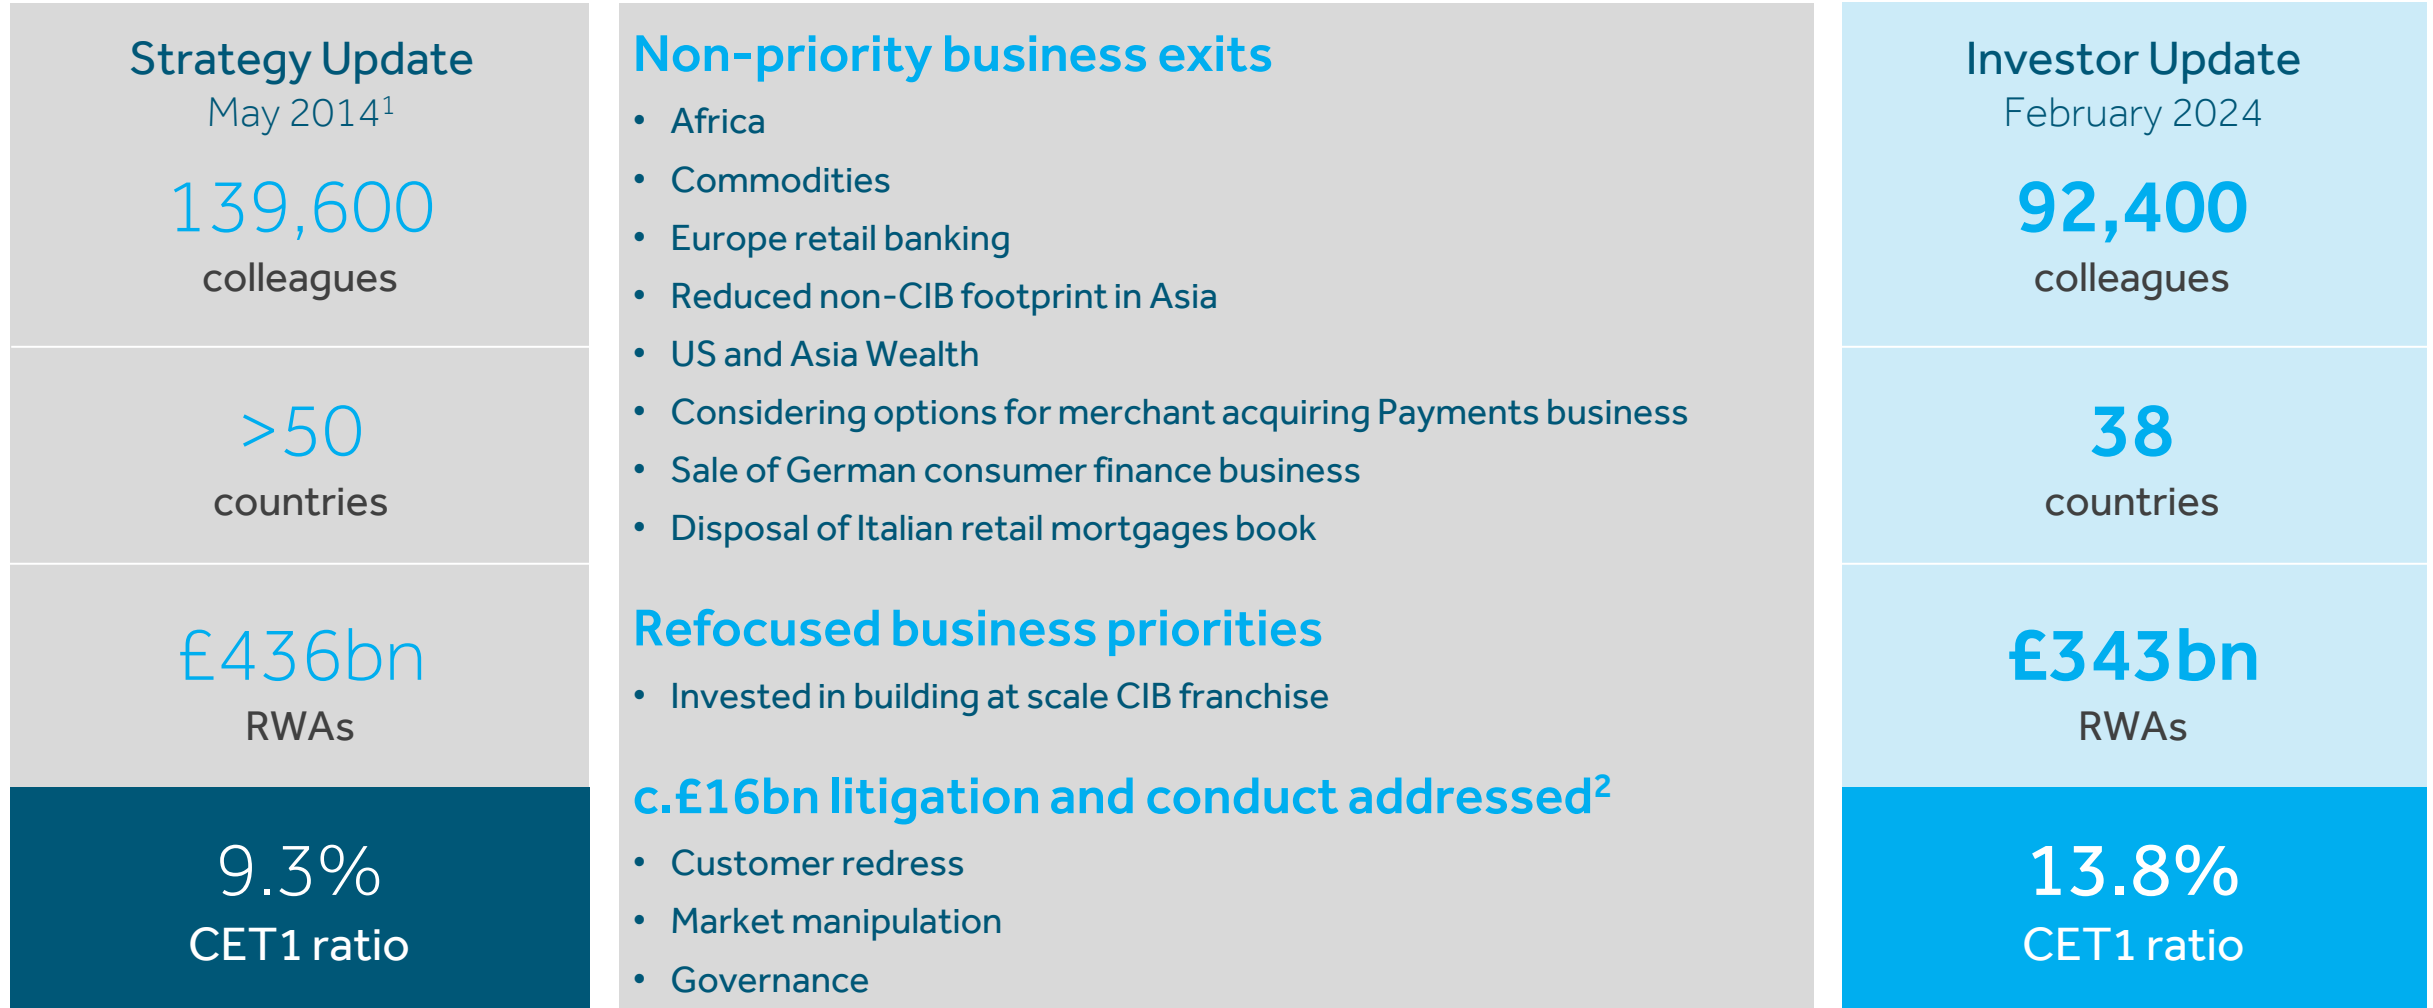 Strategy Update
May 2014¹
139,600
colleagues
>50
countries
£436bn
RWAs
9.3%
CET1 ratio
Non-priority business exits
• Africa
• Commodities
• Europe retail banking
• Reduced non-CIB footprint in Asia
• US and Asia Wealth
• Considering options for merchant acquiring Payments business
• Sale of German consumer finance business
• Disposal of Italian retail mortgages book
Refocused business priorities
• Invested in building at scale CIB franchise
c.£16bn litigation and conduct addressed²
• Customer redress
• Market manipulation
• Governance
Investor Update
February 2024
92,400
colleagues
38
countries
£343bn
RWAs
13.8%
CET1 ratio